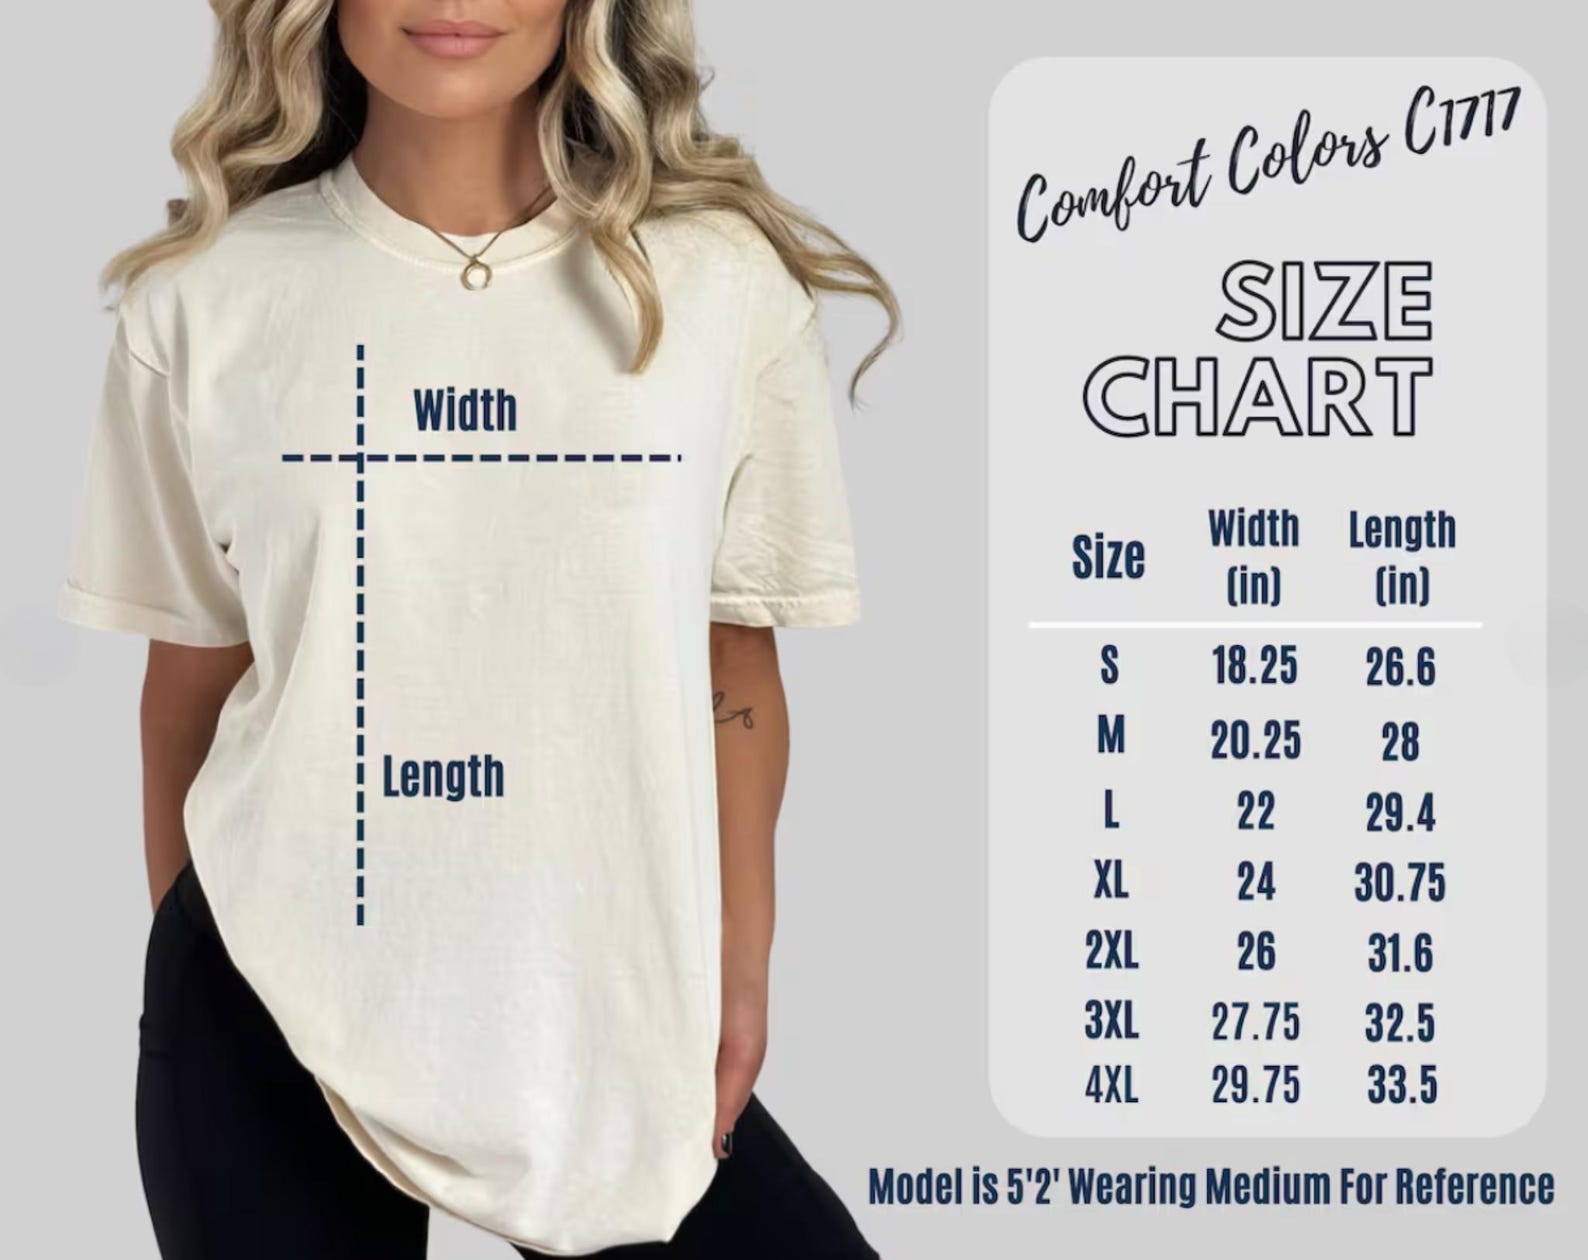 Comfort Colors C1717
SIZE
CHART
Width
Length
Size Width (in) Length (in)
S 18.25 26.6
M 20.25 28
L 22 29.4
XL 24 30.75
2XL 26 31.6
3XL 27.75 32.5
4XL 29.75 33.5
Model is 5'2' Wearing Medium For Reference